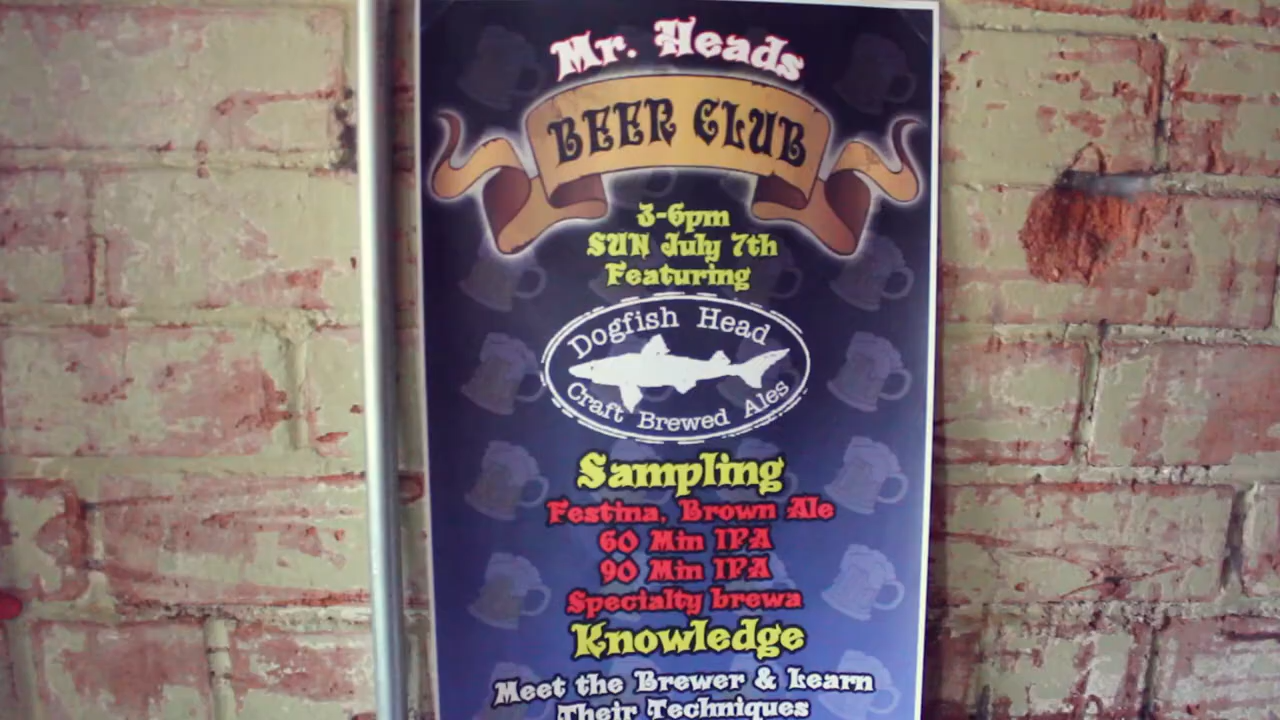 Mr. Heads
BEER CLUB
3-6pm
SUN July 7th
Featuring
Dogfish Head
Craft Brewed Ales
Sampling
Festina, Brown Ale
60 Min IPA
90 Min IPA
Specialty brewa
Knowledge
Meet the Brewer & Learn
Their Techniques